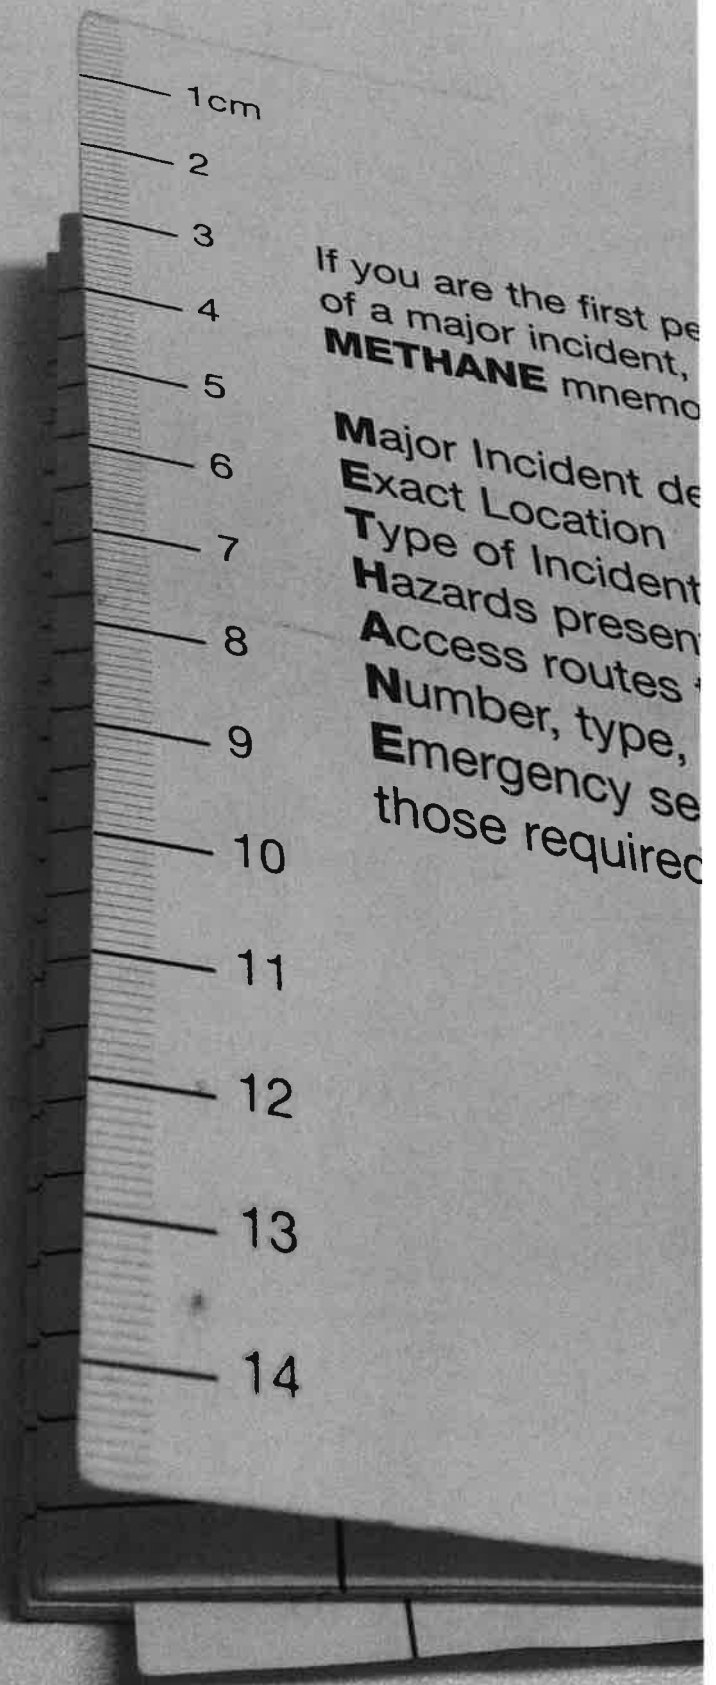 1cm
2
3
4
5
6
7
8
9
10
11
12
13
14
If you are the first pe
of a major incident,
METHANE mnemo
Major Incident de
Exact Location
Type of Incident
Hazards presen
Access routes
Number, type,
Emergency se
those required